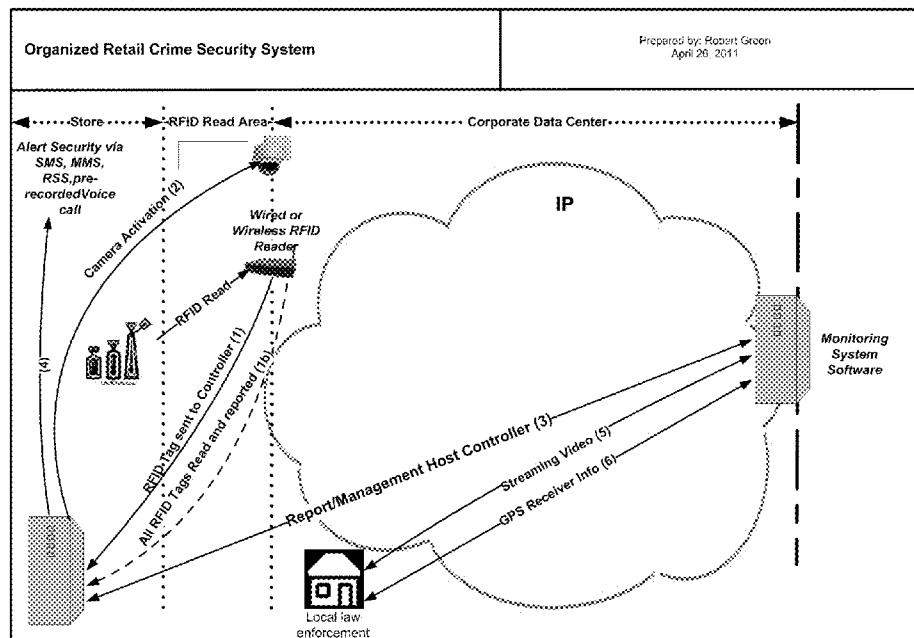 Organized Retail Crime Security System
Prepared by: Robert Green
April 26, 2011
Store
RFID Read Area
Corporate Data Center
Alert Security via
SMS, MMS,
RSS,pre-
recordedVoice
call
Camera Activation (2)
Wired or
Wireless RFID
Reader
IP
RFID Read
(4)
RFID Tag sent to Controller (1)
All RFID Tags Read and reported (1b)
Monitoring
System
Software
Report/Management Host Controller (3)
Streaming Video (5)
GPS Receiver Info (6)
Local law
enforcement